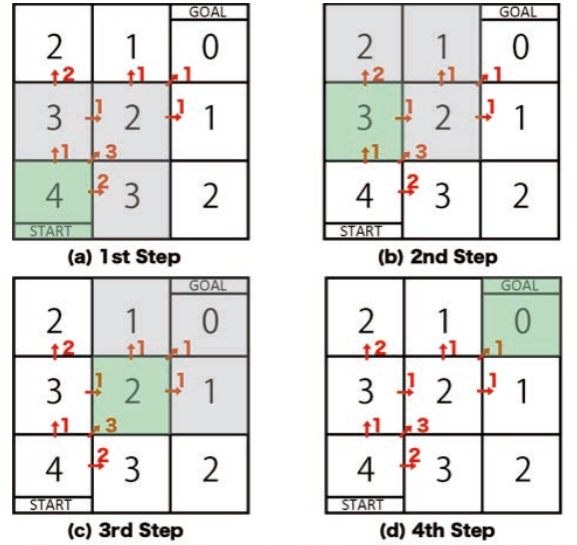 GOAL
2 1 0
↑2 ↑1 ↗1
3 →1 2 →1 1
↑1 ↗3
4 →2 3 2
START
(a) 1st Step
GOAL
2 1 0
↑2 ↑1 ↗1
3 →1 2 →1 1
↑1 ↗3
4 →2 3 2
START
(b) 2nd Step
GOAL
2 1 0
↑2 ↑1 ↗1
3 →1 2 →1 1
↑1 ↗3
4 →2 3 2
START
(c) 3rd Step
GOAL
2 1 0
↑2 ↑1 ↗1
3 →1 2 →1 1
↑1 ↗3
4 →2 3 2
START
(d) 4th Step